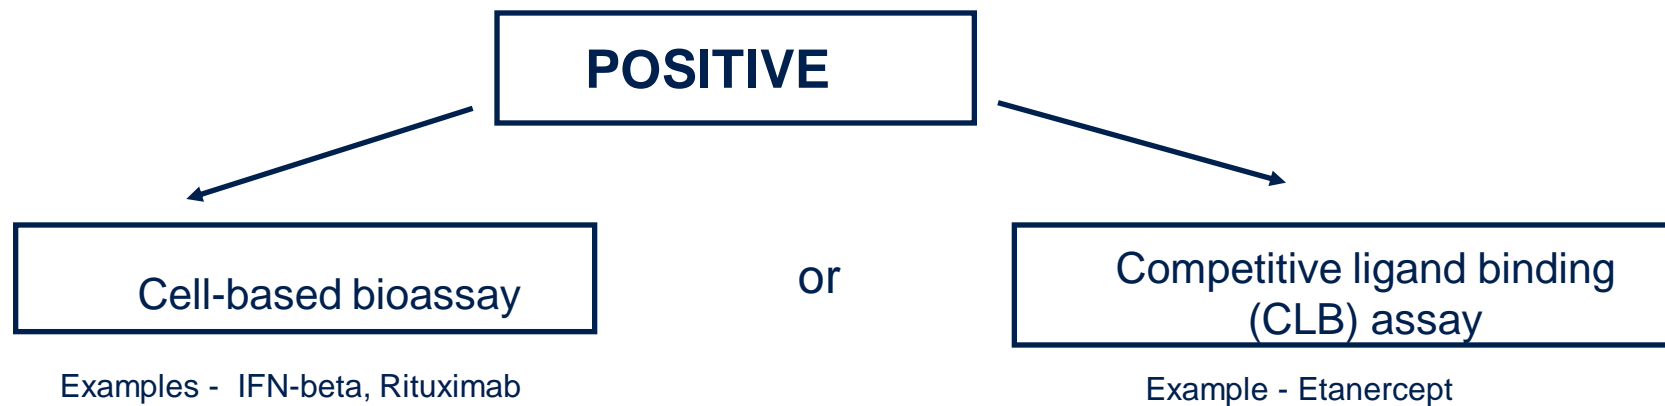 POSITIVE
Cell-based bioassay
or
Competitive ligand binding
(CLB) assay
Examples - IFN-beta, Rituximab
Example - Etanercept